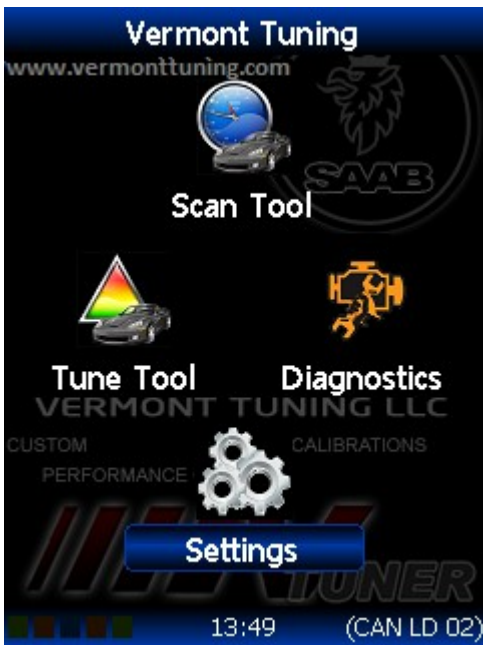 Vermont Tuning
www.vermonttuning.com
SAAB
Scan Tool
Tune Tool
Diagnostics
VERMONT TUNING LLC
CUSTOM
CALIBRATIONS
PERFORMANCE
Settings
TUNER
13:49
(CAN LD 02)